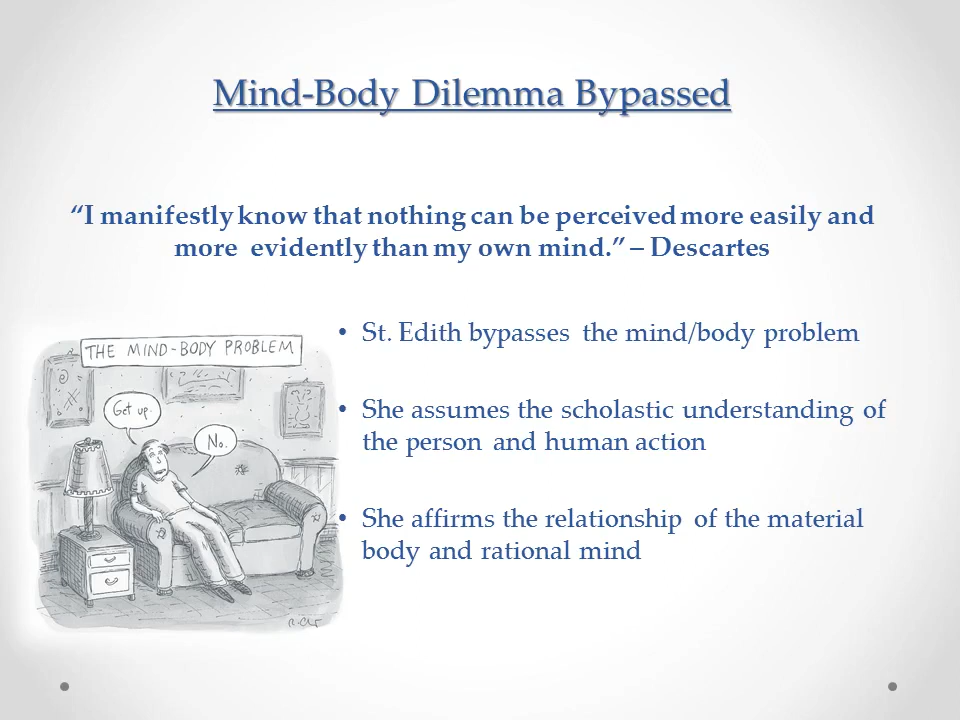 Mind-Body Dilemma Bypassed
“I manifestly know that nothing can be perceived more easily and
more evidently than my own mind.” – Descartes
• St. Edith bypasses the mind/body problem
• She assumes the scholastic understanding of
the person and human action
• She affirms the relationship of the material
body and rational mind
THE MIND-BODY PROBLEM
Get up.
No.